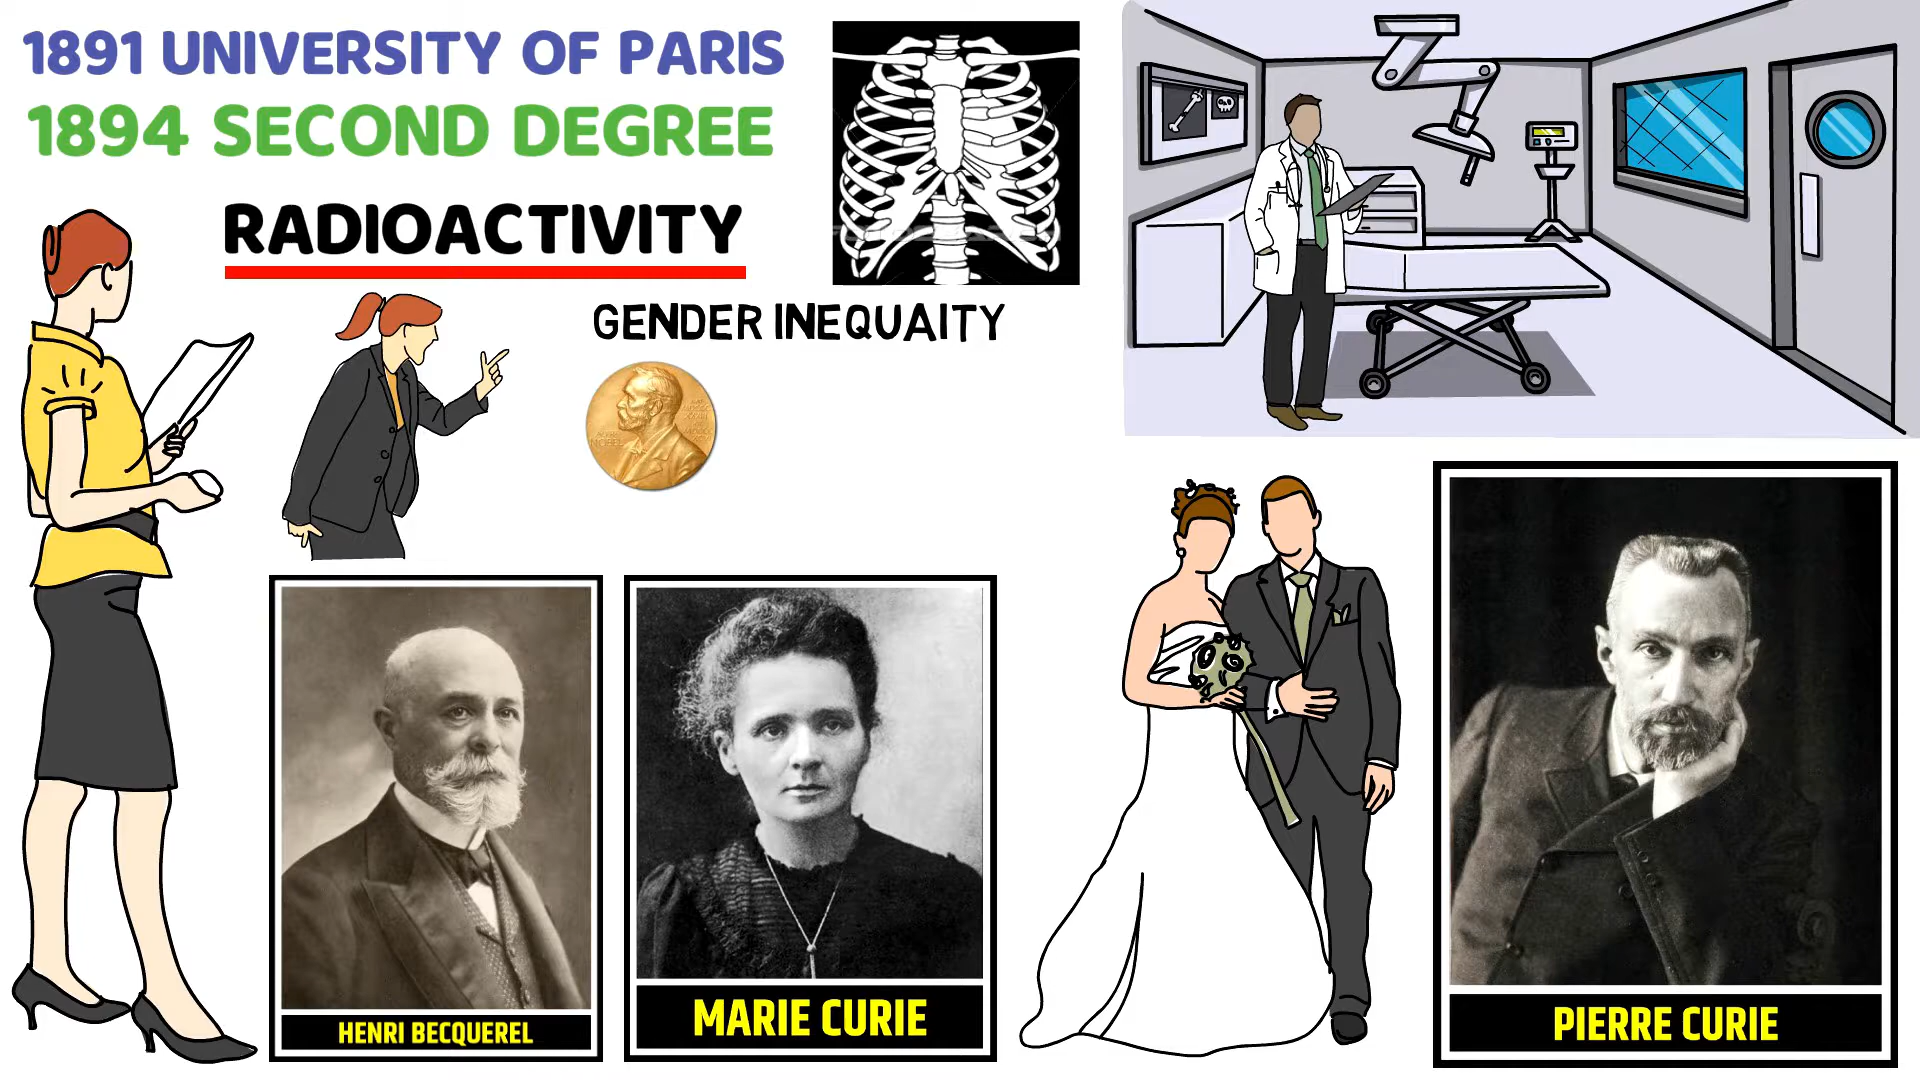 1891 UNIVERSITY OF PARIS
1894 SECOND DEGREE
RADIOACTIVITY
GENDER INEQUAITY
HENRI BECQUEREL
MARIE CURIE
PIERRE CURIE